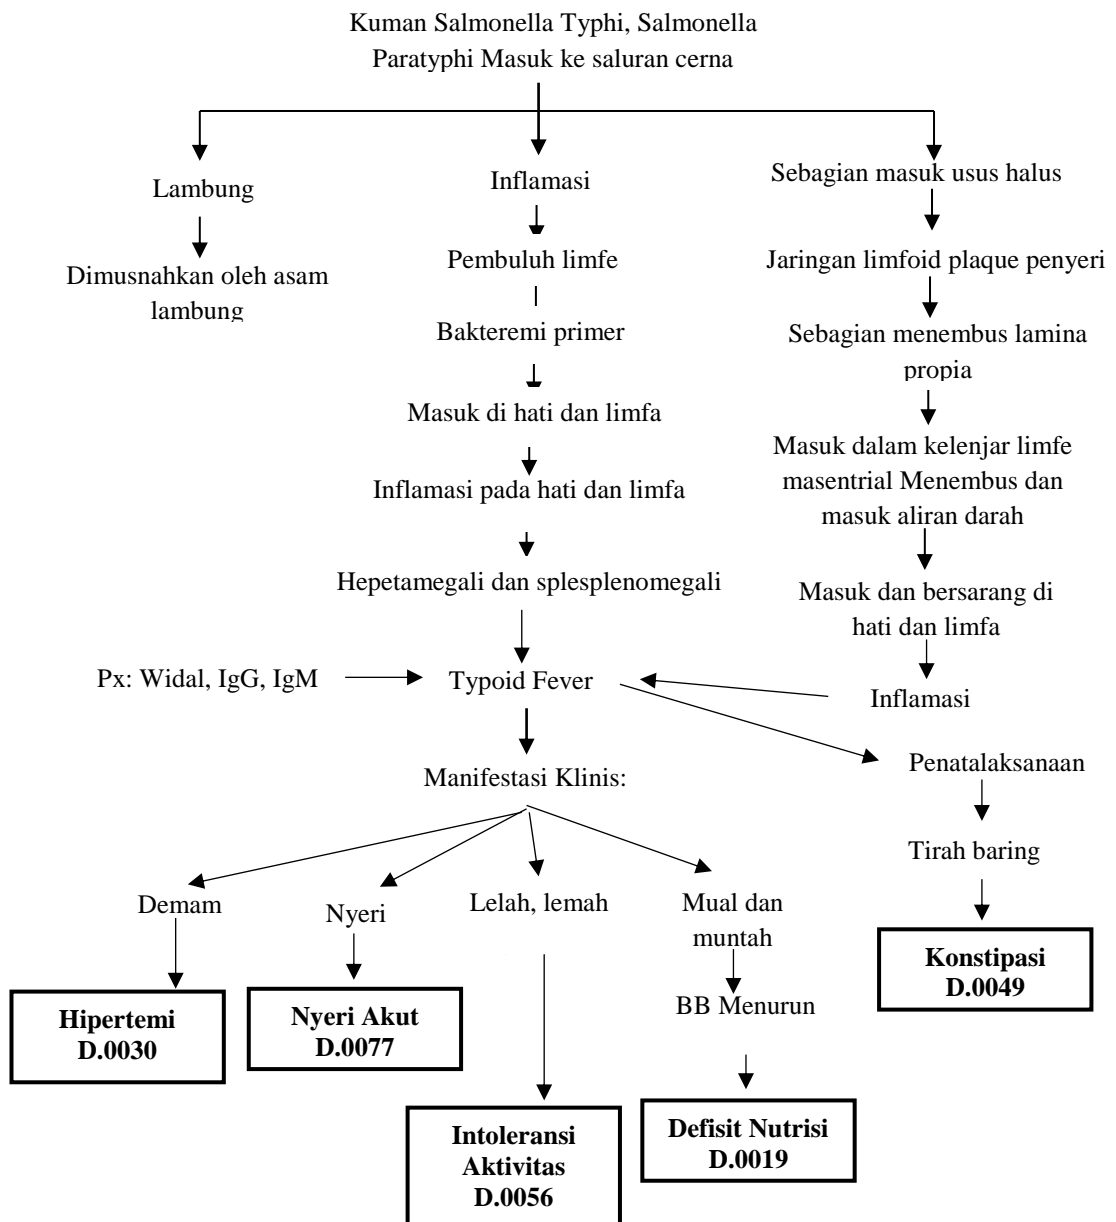 Kuman Salmonella Typhi, Salmonella
Paratyphi Masuk ke saluran cerna
Lambung
Dimusnahkan oleh asam
lambung
Inflamasi
Pembuluh limfe
Bakteremi primer
Masuk di hati dan limfa
Inflamasi pada hati dan limfa
Hepetamegali dan splesplenomegali
Sebagian masuk usus halus
Jaringan limfoid plaque penyeri
Sebagian menembus lamina
propia
Masuk dalam kelenjar limfe
masentrial Menembus dan
masuk aliran darah
Masuk dan bersarang di
hati dan limfa
Inflamasi
Px: Widal, IgG, IgM
Typoid Fever
Penatalaksanaan
Tirah baring
Konstipasi
D.0049
Manifestasi Klinis:
Demam
Hipertemi
D.0030
Nyeri
Nyeri Akut
D.0077
Lelah, lemah
Intoleransi
Aktivitas
D.0056
Mual dan
muntah
BB Menurun
Defisit Nutrisi
D.0019